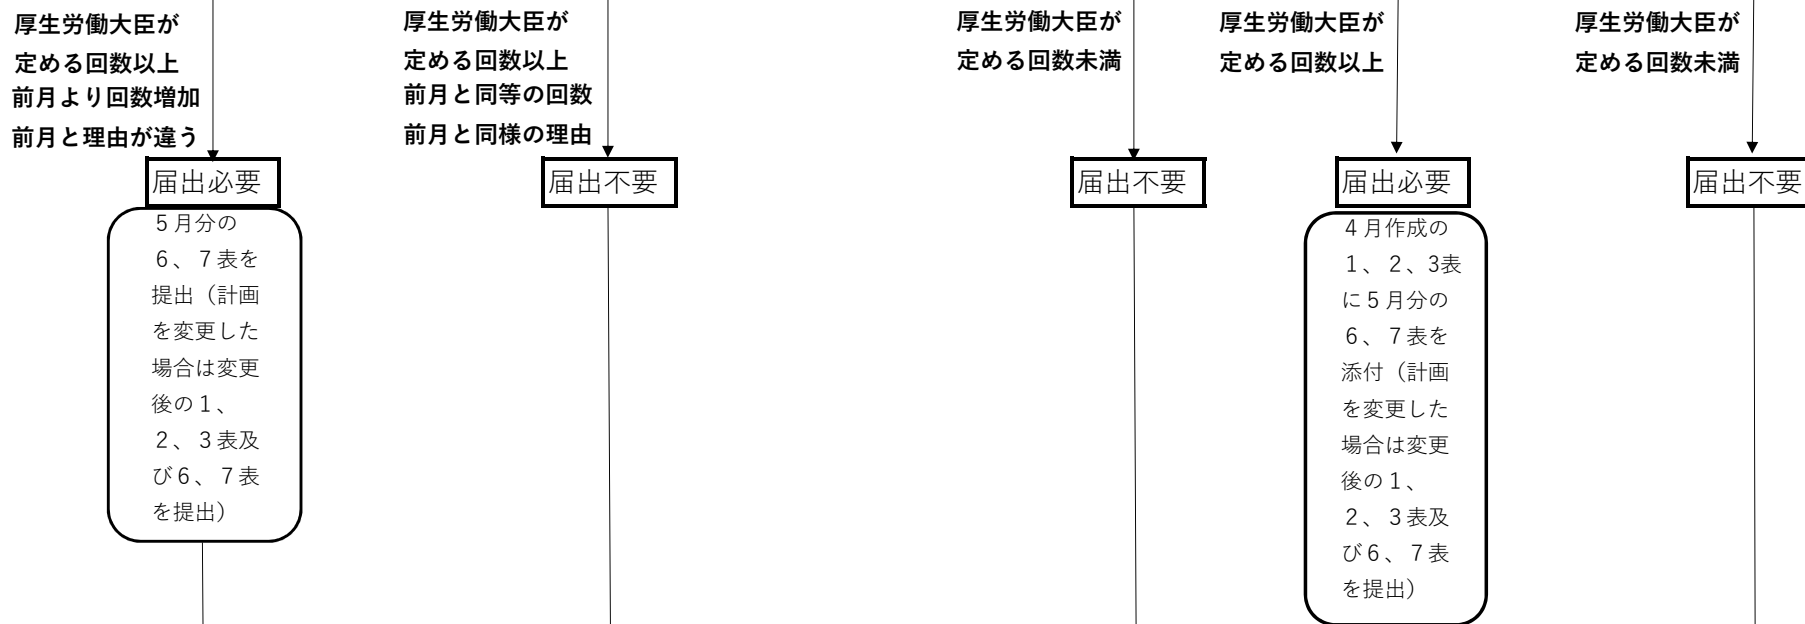 厚生労働大臣が
定める回数以上
前月より回数増加
前月と理由が違う
届出必要
5月分の
6、7表を
提出（計画
を変更した
場合は変更
後の1、
2、3表及
び6、7表
を提出）
厚生労働大臣が
定める回数以上
前月と同等の回数
前月と同様の理由
届出不要
厚生労働大臣が
定める回数未満
届出不要
厚生労働大臣が
定める回数以上
届出必要
4月作成の
1、2、3表
に5月分の
6、7表を
添付（計画
を変更した
場合は変更
後の1、
2、3表及
び6、7表
を提出）
厚生労働大臣が
定める回数未満
届出不要